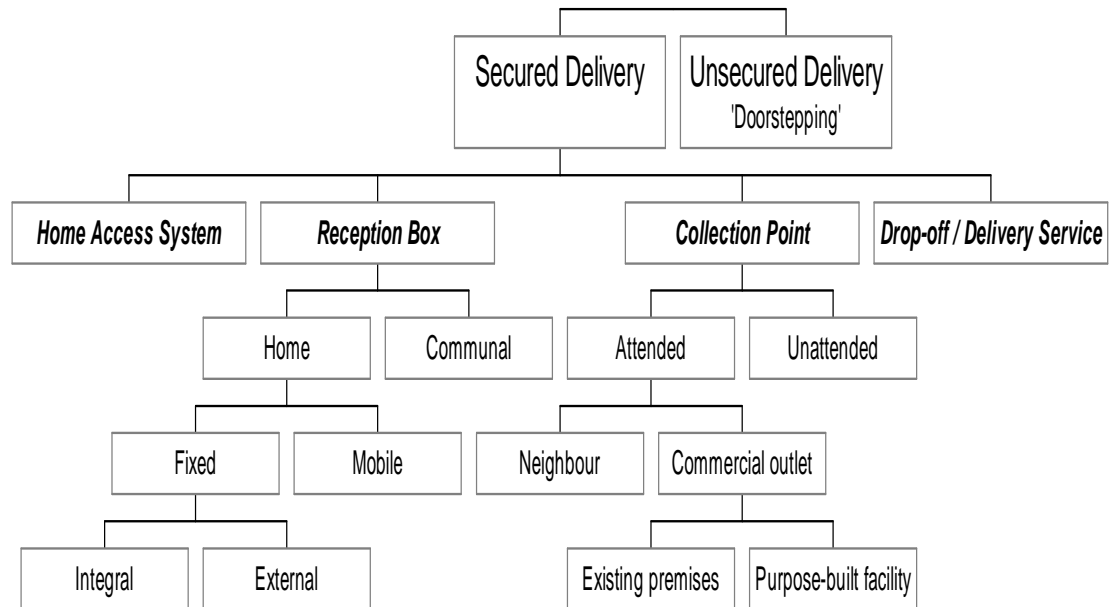 Secured Delivery
Unsecured Delivery
'Doorstepping'
Home Access System
Reception Box
Collection Point
Drop-off / Delivery Service
Home
Communal
Attended
Unattended
Fixed
Mobile
Neighbour
Commercial outlet
Integral
External
Existing premises
Purpose-built facility